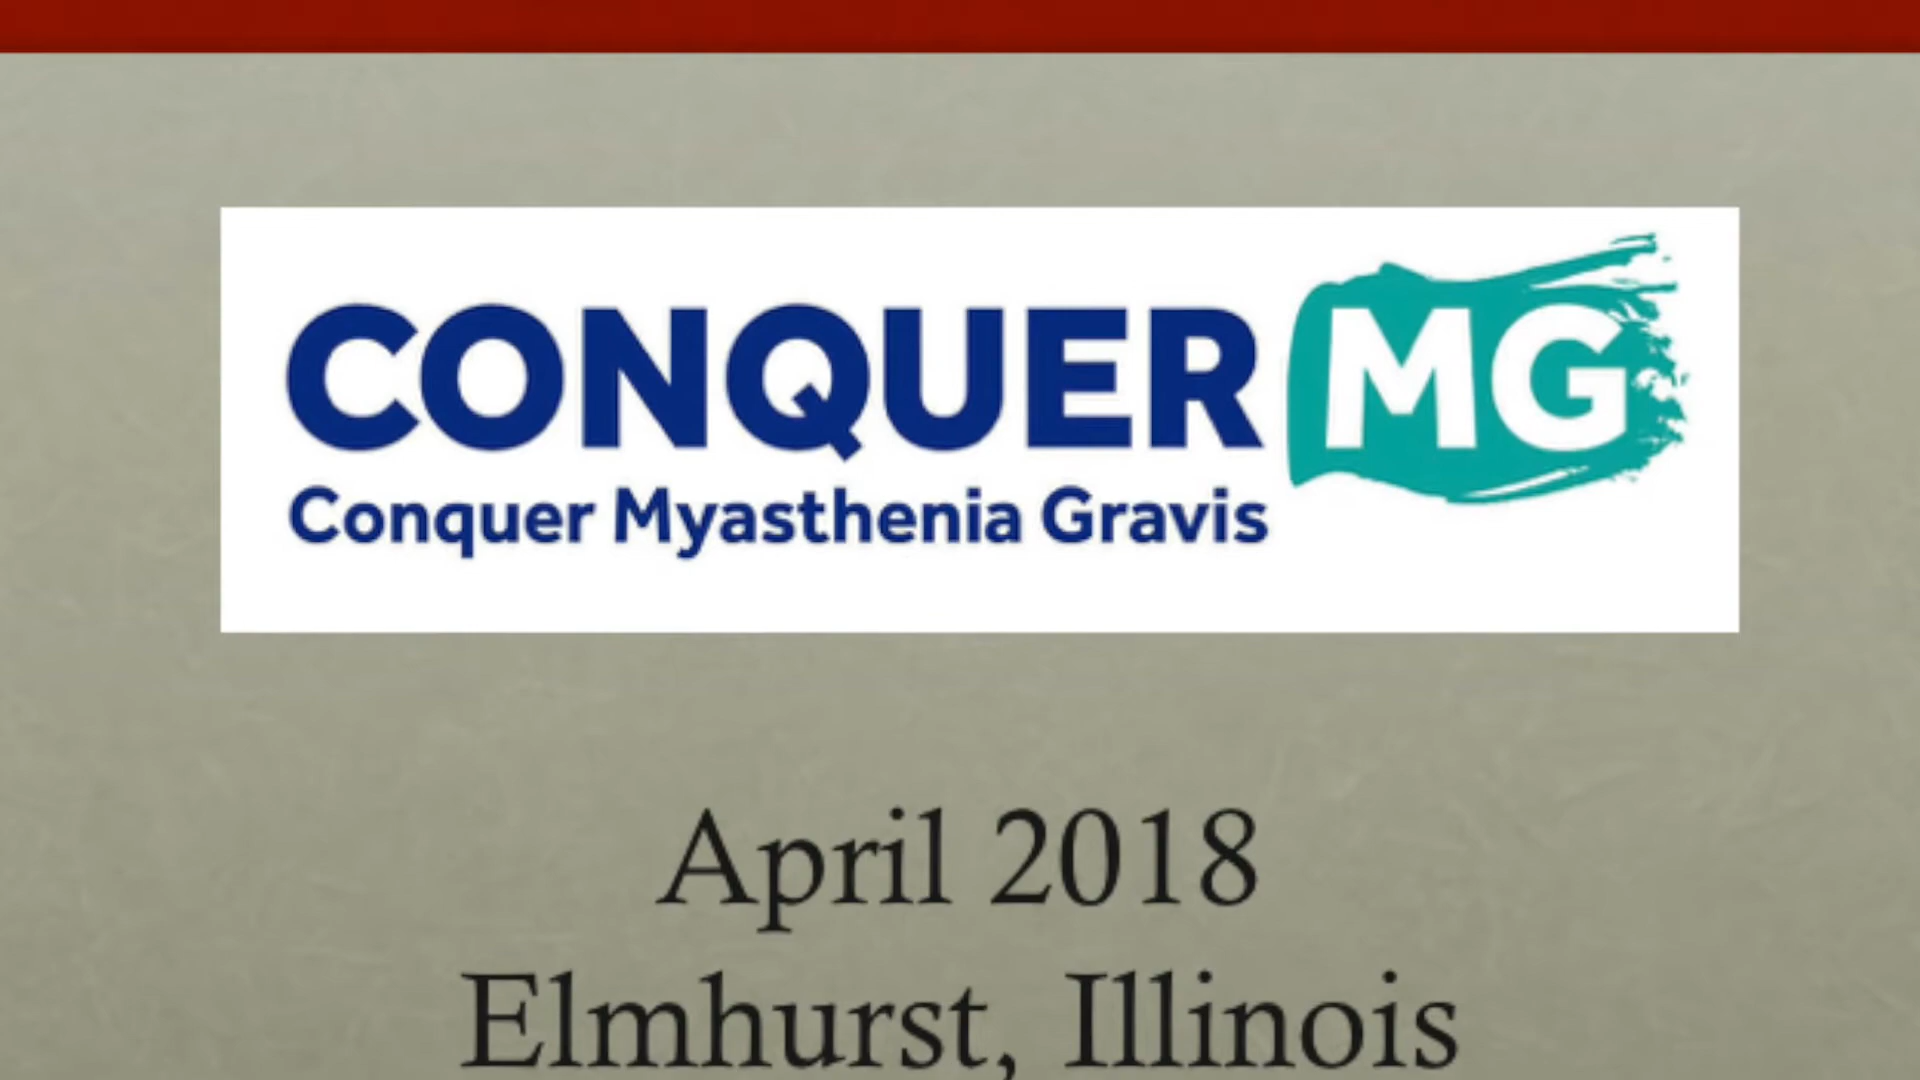 CONQUER MG
Conquer Myasthenia Gravis
April 2018
Elmhurst, Illinois